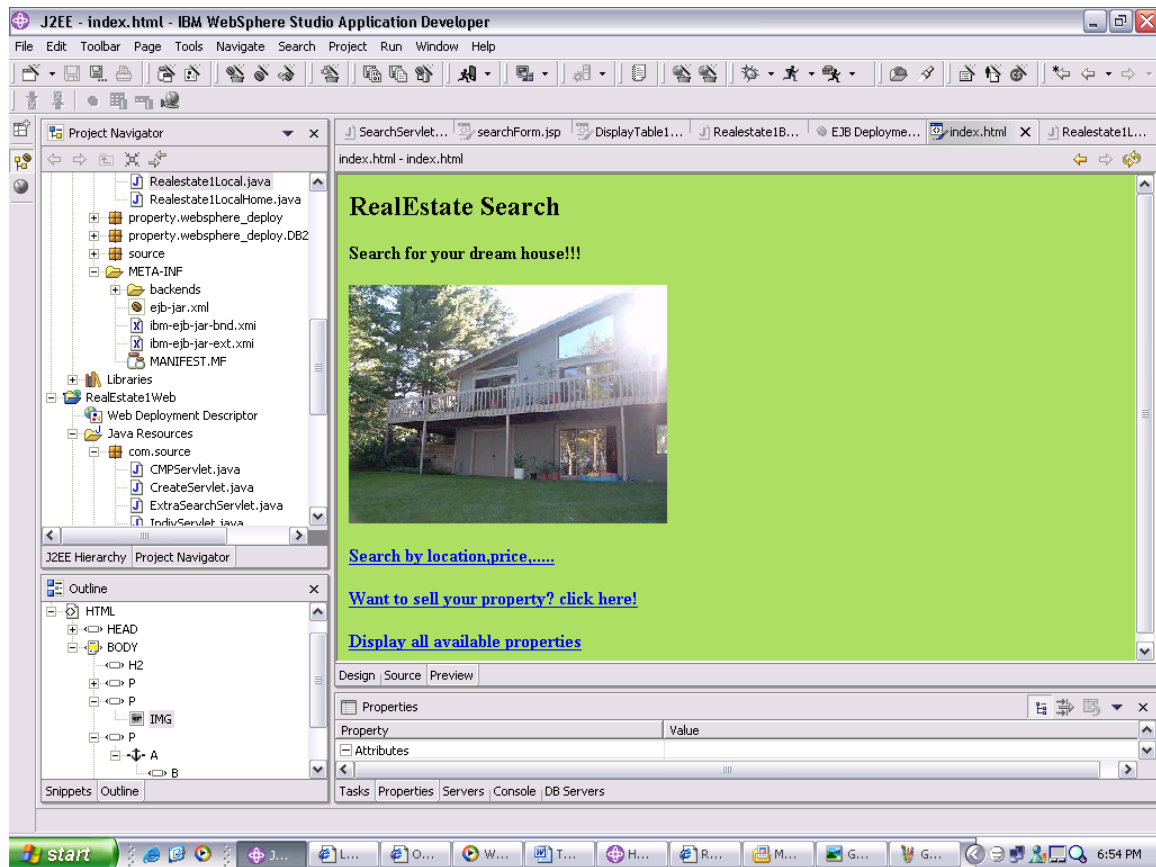 J2EE - index.html - IBM WebSphere Studio Application Developer
File Edit Toolbar Page Tools Navigate Search Project Run Window Help
Project Navigator
Realestate1Local.java
Realestate1LocalHome.java
property.websphere_deploy
property.websphere_deploy.DB2
source
META-INF
backends
ejb-jar.xml
ibm-ejb-jar-bnd.xmi
ibm-ejb-jar-ext.xmi
MANIFEST.MF
Libraries
RealEstate1Web
Web Deployment Descriptor
Java Resources
com.source
CMPServlet.java
CreateServlet.java
ExtraSearchServlet.java
IndivServlet.java
J2EE Hierarchy Project Navigator
Outline
HTML
HEAD
BODY
H2
P
P
IMG
P
A
B
Snippets Outline
SearchServlet... searchForm.jsp DisplayTable1... Realestate1B... EJB Deployme... index.html Realestate1L...
index.html - index.html
RealEstate Search
Search for your dream house!!!
Search by location,price,.....
Want to sell your property? click here!
Display all available properties
Design Source Preview
Properties
Property Value
Attributes
Tasks Properties Servers Console DB Servers
start J... L... O... W... T... H... R... M... G... G... 6:54 PM